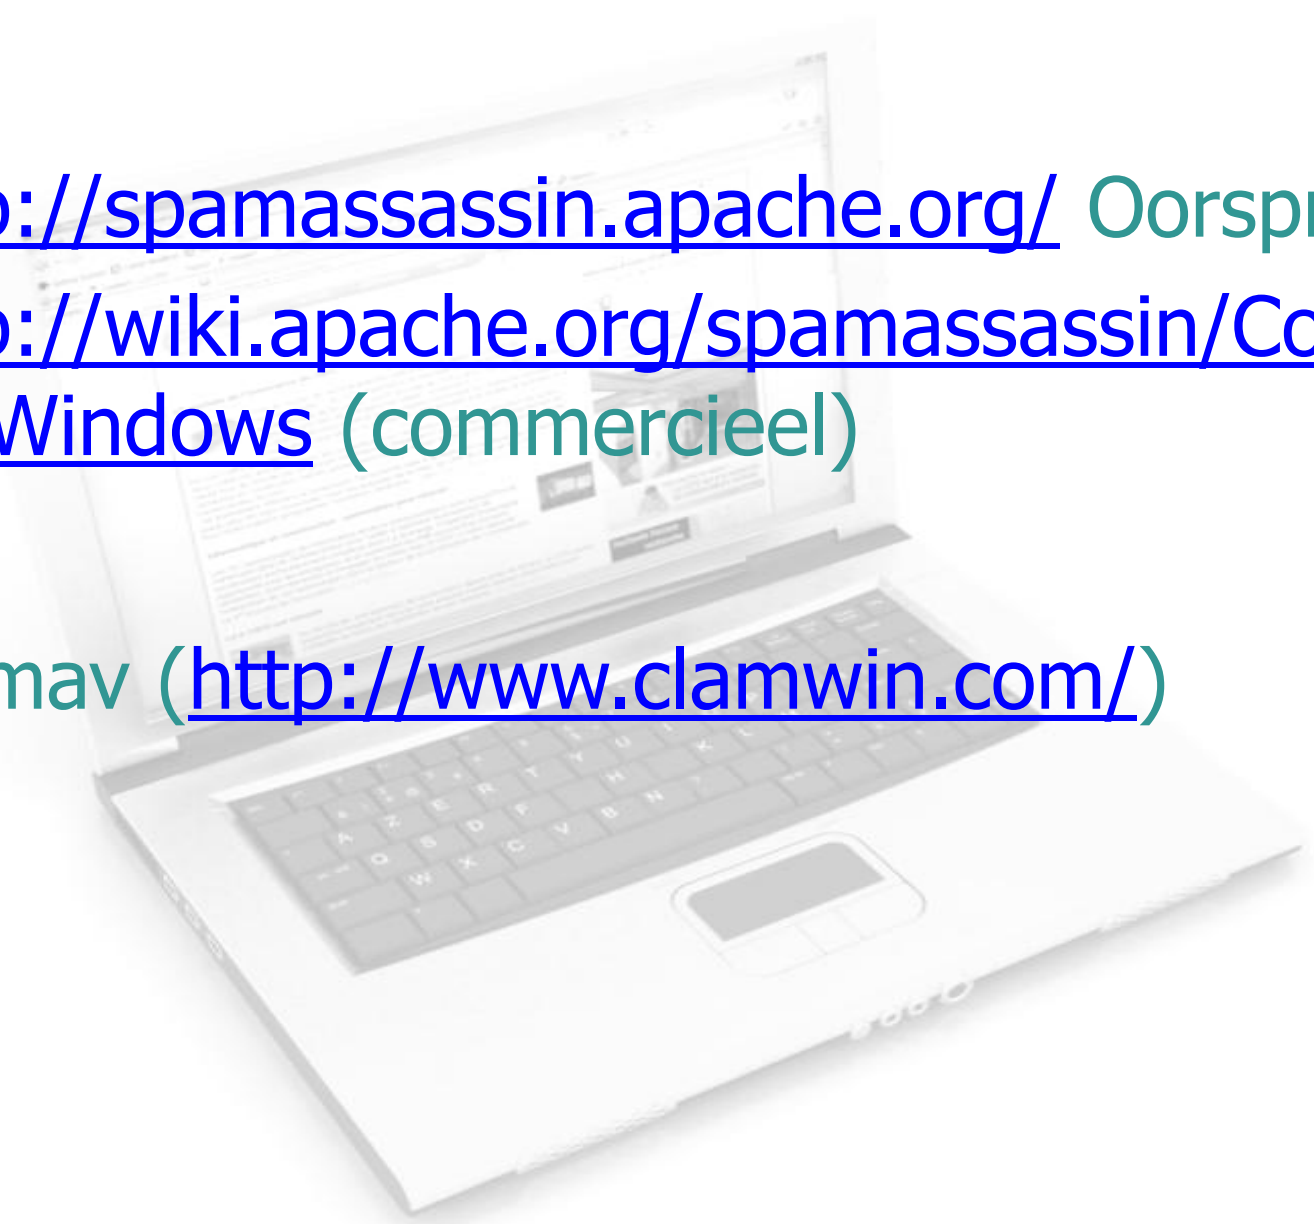 p://spamassassin.apache.org/ Oorspr
p://wiki.apache.org/spamassassin/Co
Windows (commercieel)
mav (http://www.clamwin.com/)